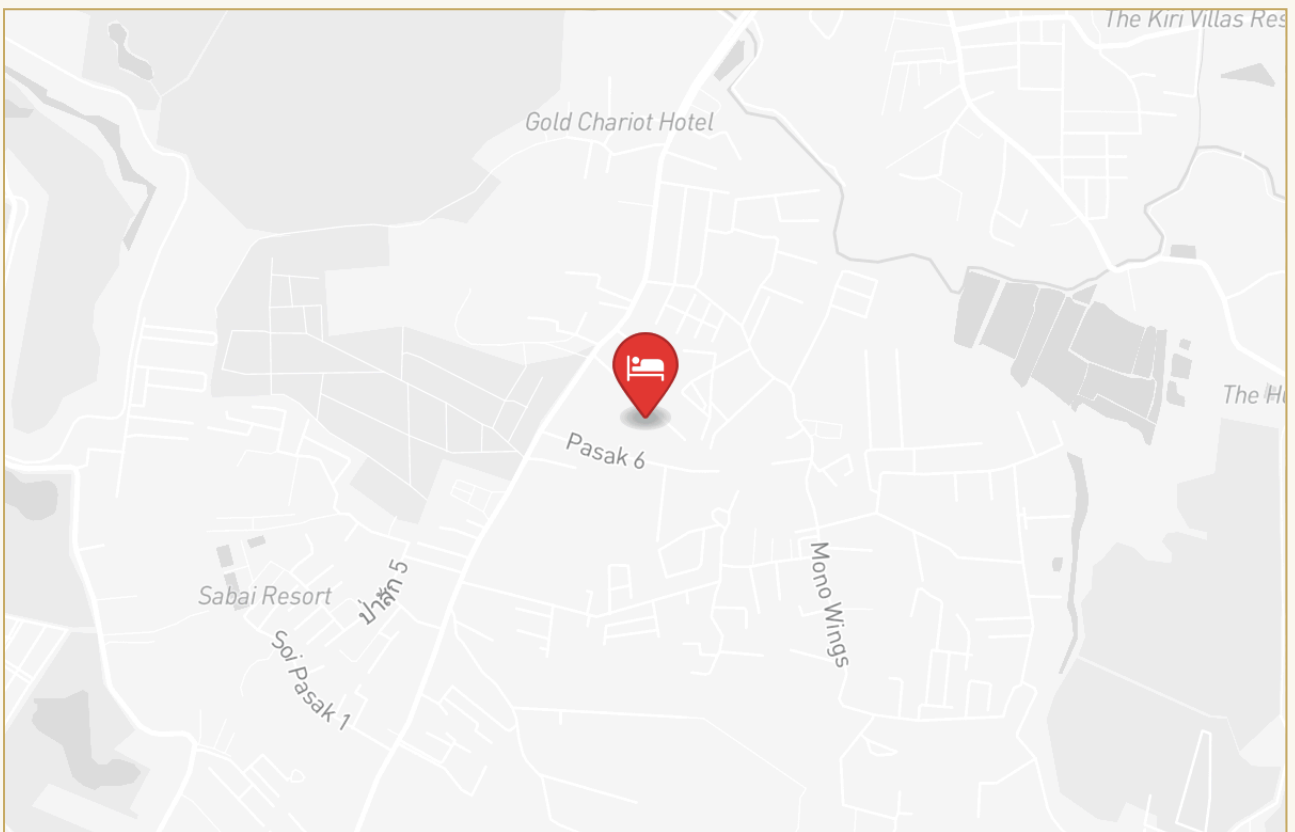 The Kiri Villas Res
Gold Chariot Hotel
The Hu
Pasak 6
Mono Wings
ป่าสัก 5
Sabai Resort
Soi Pasak 1